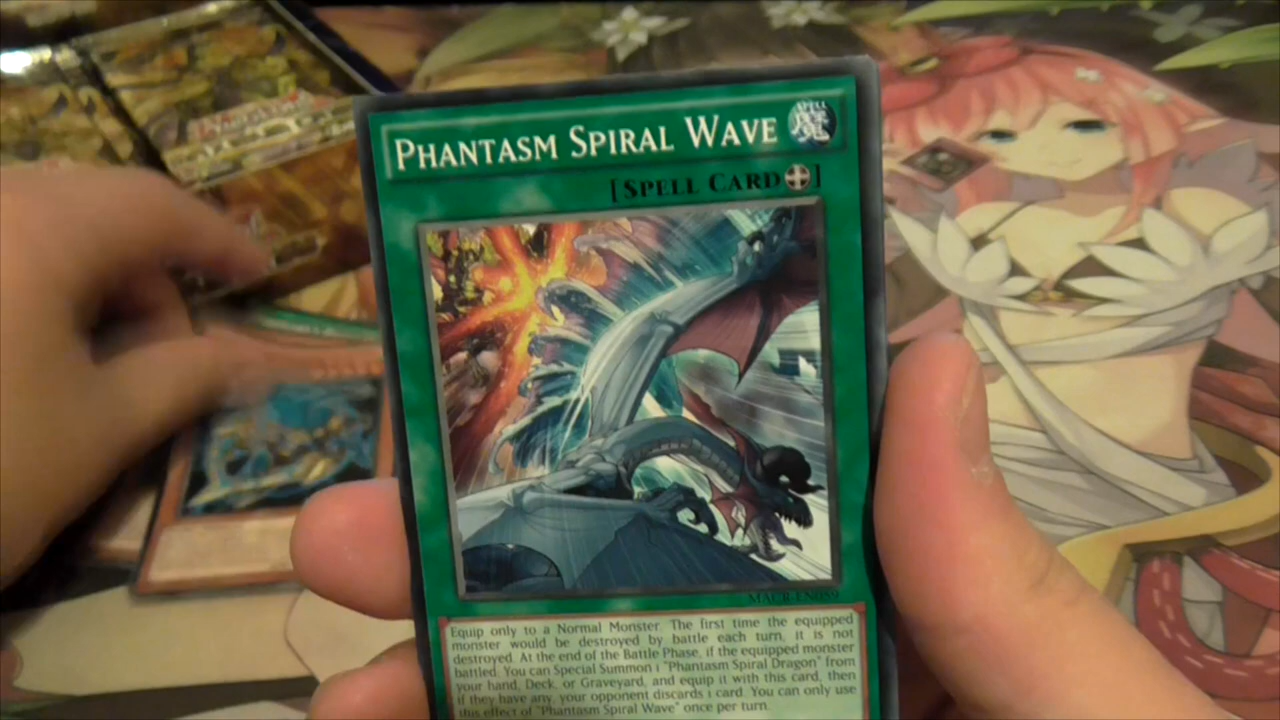 PHANTASM SPIRAL WAVE
SPELL
[SPELL CARD]
MACR-EN059
Equip only to a Normal Monster. The first time the equipped
monster would be destroyed by battle each turn, it is not
destroyed. At the end of the Battle Phase, if the equipped monster
battled: You can Special Summon 1 "Phantasm Spiral Dragon" from
your hand, Deck, or Graveyard, and equip it with this card, then
if they have any, your opponent discards 1 card. You can only use
this effect of "Phantasm Spiral Wave" once per turn.